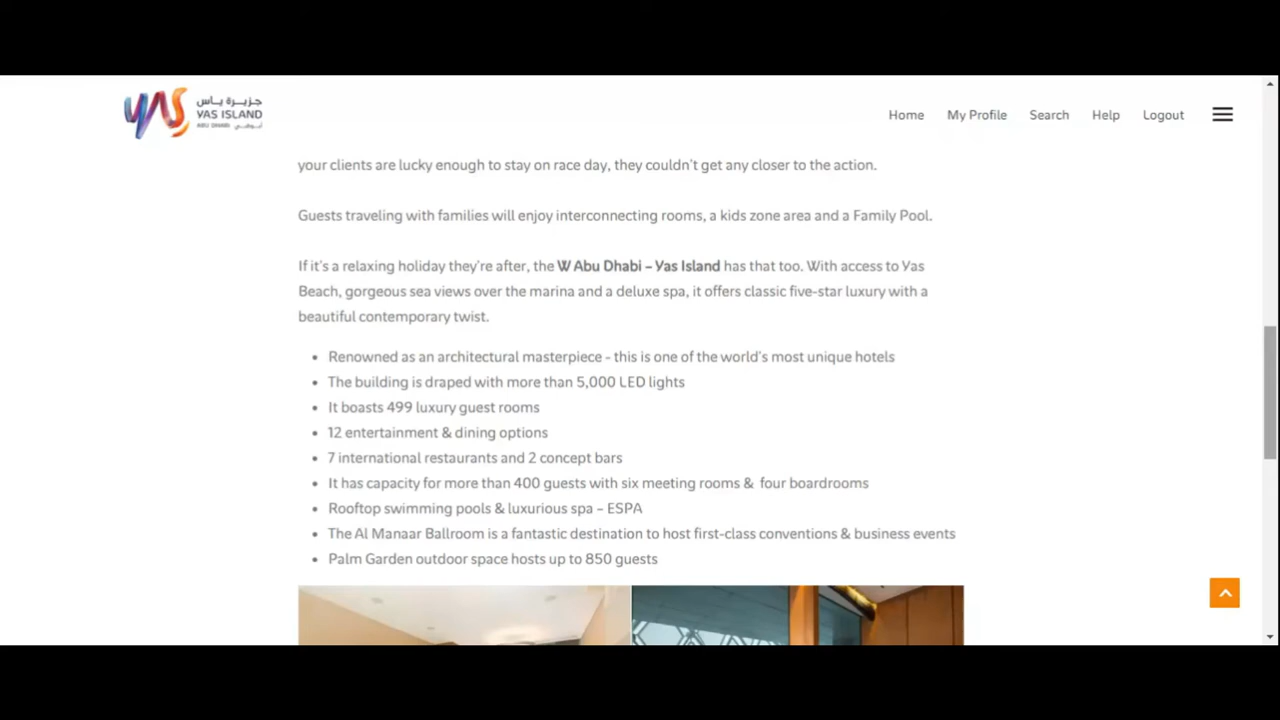 جزيرة ياس
YAS ISLAND
ABU DHABI أبوظبي
Home
My Profile
Search
Help
Logout
your clients are lucky enough to stay on race day, they couldn't get any closer to the action.
Guests traveling with families will enjoy interconnecting rooms, a kids zone area and a Family Pool.
If it's a relaxing holiday they're after, the W Abu Dhabi – Yas Island has that too. With access to Yas
Beach, gorgeous sea views over the marina and a deluxe spa, it offers classic five-star luxury with a
beautiful contemporary twist.
• Renowned as an architectural masterpiece - this is one of the world's most unique hotels
• The building is draped with more than 5,000 LED lights
• It boasts 499 luxury guest rooms
• 12 entertainment & dining options
• 7 international restaurants and 2 concept bars
• It has capacity for more than 400 guests with six meeting rooms & four boardrooms
• Rooftop swimming pools & luxurious spa – ESPA
• The Al Manaar Ballroom is a fantastic destination to host first-class conventions & business events
• Palm Garden outdoor space hosts up to 850 guests